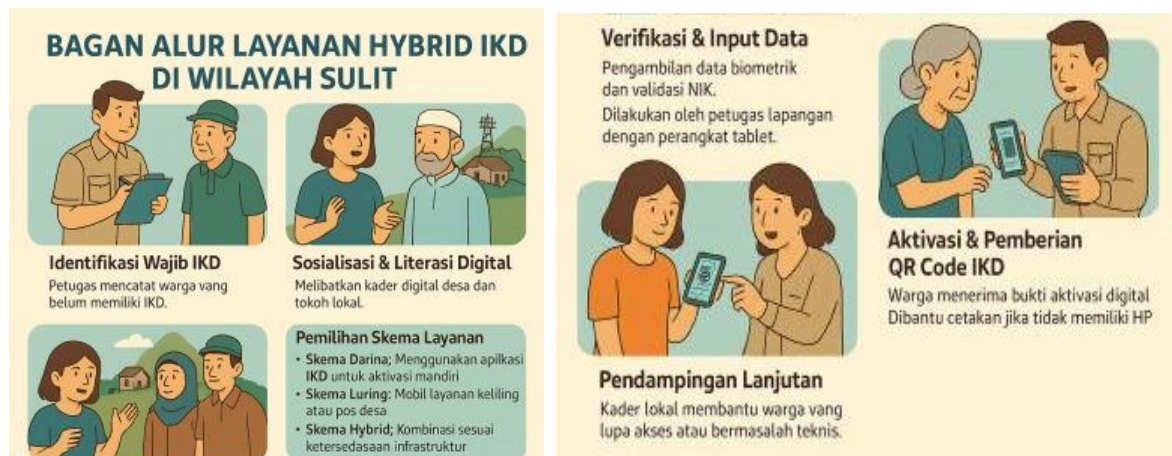 BAGAN ALUR LAYANAN HYBRID IKD
DI WILAYAH SULIT
Identifikasi Wajib IKD
Petugas mencatat warga vang
belum memiliki IKD.
Sosialisasi & Literasi Digital
Melibatkan kader digital desa dan
tokoh lokal.
Pemilihan Skema Layanan
• Skema Darina; Menggunakan apilkasi
IKD untuk aktivasi mandiri
• Skema Luring: Mobil layanan keliling
atau pos desa
• Skema Hybrid; Kombinasi sesuai
ketersedasaan infrastruktur
Verifikasi & Input Data
Pengambilan data biometrik
dan validasi NIK.
Dilakukan oleh petugas lapangan
dengan perangkat tablet.
Aktivasi & Pemberian
QR Code IKD
Warga menerima bukti aktivasi digital
Dibantu cetakan jika tidak memiliki HP
Pendampingan Lanjutan
Kader lokal membantu warga vang
lupa akses atau bermasalah teknis.